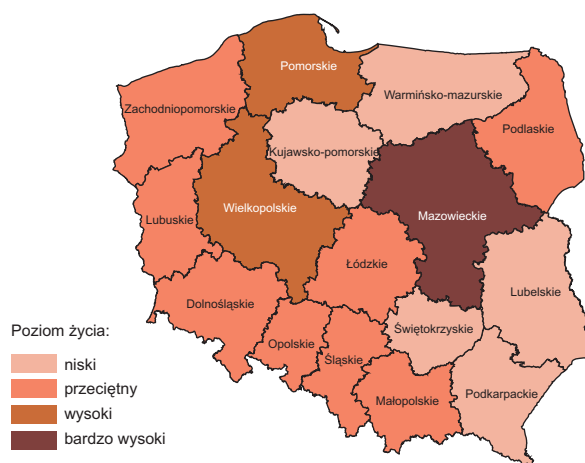 Pomorskie
Warmińsko-mazurskie
Zachodniopomorskie
Podlaskie
Kujawsko-pomorskie
Wielkopolskie
Mazowieckie
Lubuskie
Łódzkie
Lubelskie
Dolnośląskie
Świętokrzyskie
Opolskie
Śląskie
Podkarpackie
Małopolskie
Poziom życia:
niski
przeciętny
wysoki
bardzo wysoki